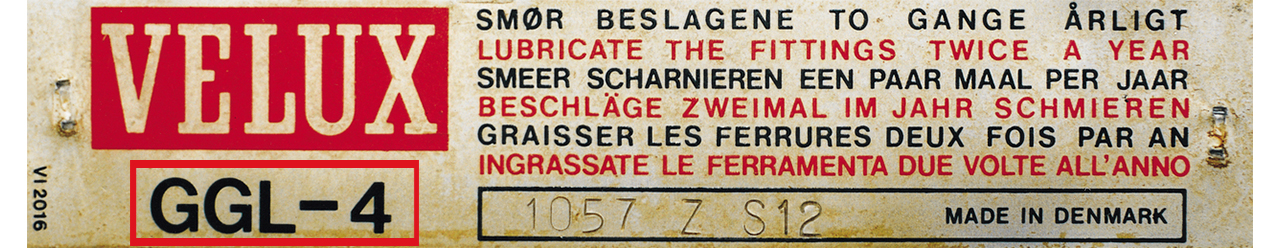 VELUX
GGL-4
VI 2016
SMØR BESLAGENE TO GANGE ÅRLIGT
LUBRICATE THE FITTINGS TWICE A YEAR
SMEER SCHARNIEREN EEN PAAR MAAL PER JAAR
BESCHLÄGE ZWEIMAL IM JAHR SCHMIEREN
GRAISSER LES FERRURES DEUX FOIS PAR AN
INGRASSATE LE FERRAMENTA DUE VOLTE ALL'ANNO
1057 Z S12 MADE IN DENMARK